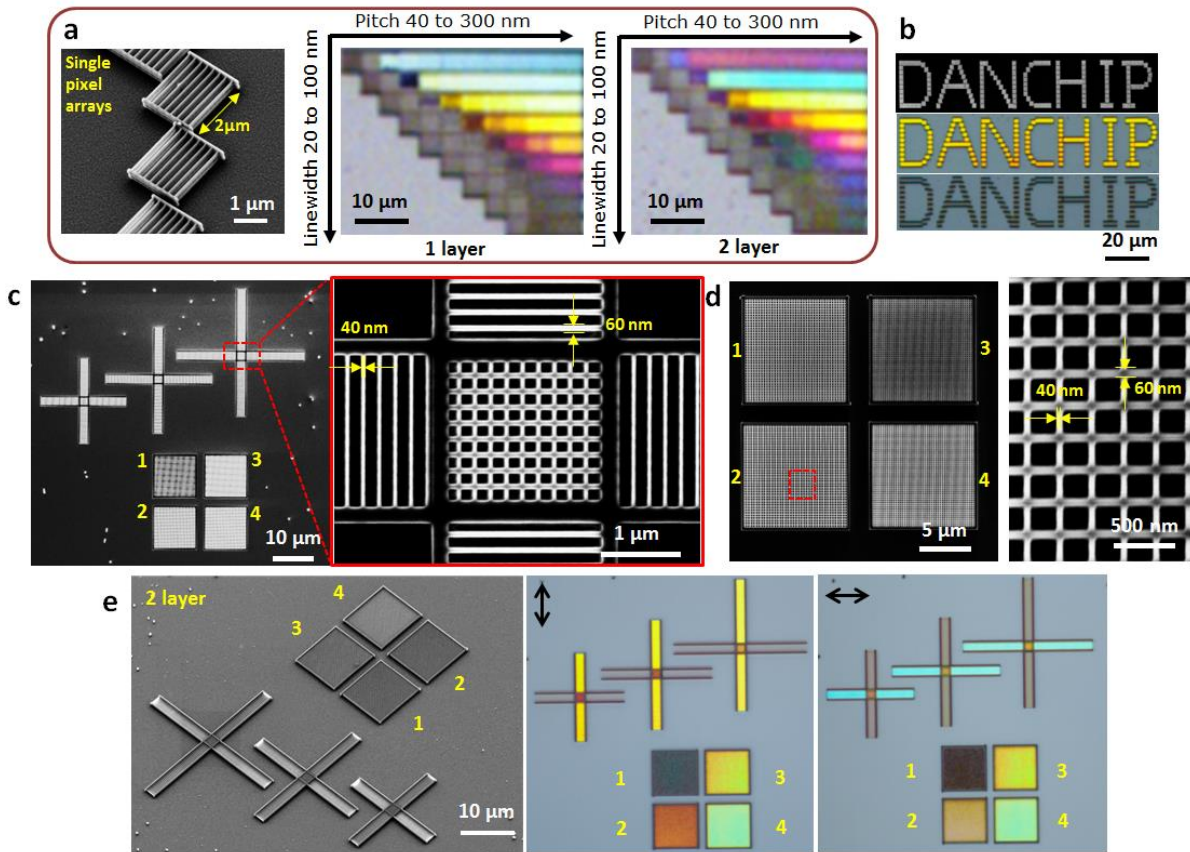 a
Single
pixel
arrays
2µm
1 µm
Pitch 40 to 300 nm
Linewidth 20 to 100 nm
10 µm
1 layer
Pitch 40 to 300 nm
Linewidth 20 to 100 nm
10 µm
2 layer
b
DANCHIP
DANCHIP
DANCHIP
20 µm
c
1
3
2
4
10 µm
40 nm
60 nm
1 µm
d
1
3
2
4
5 µm
40 nm
60 nm
500 nm
e
2 layer
4
3
2
1
10 µm
1
3
2
4
1
3
2
4